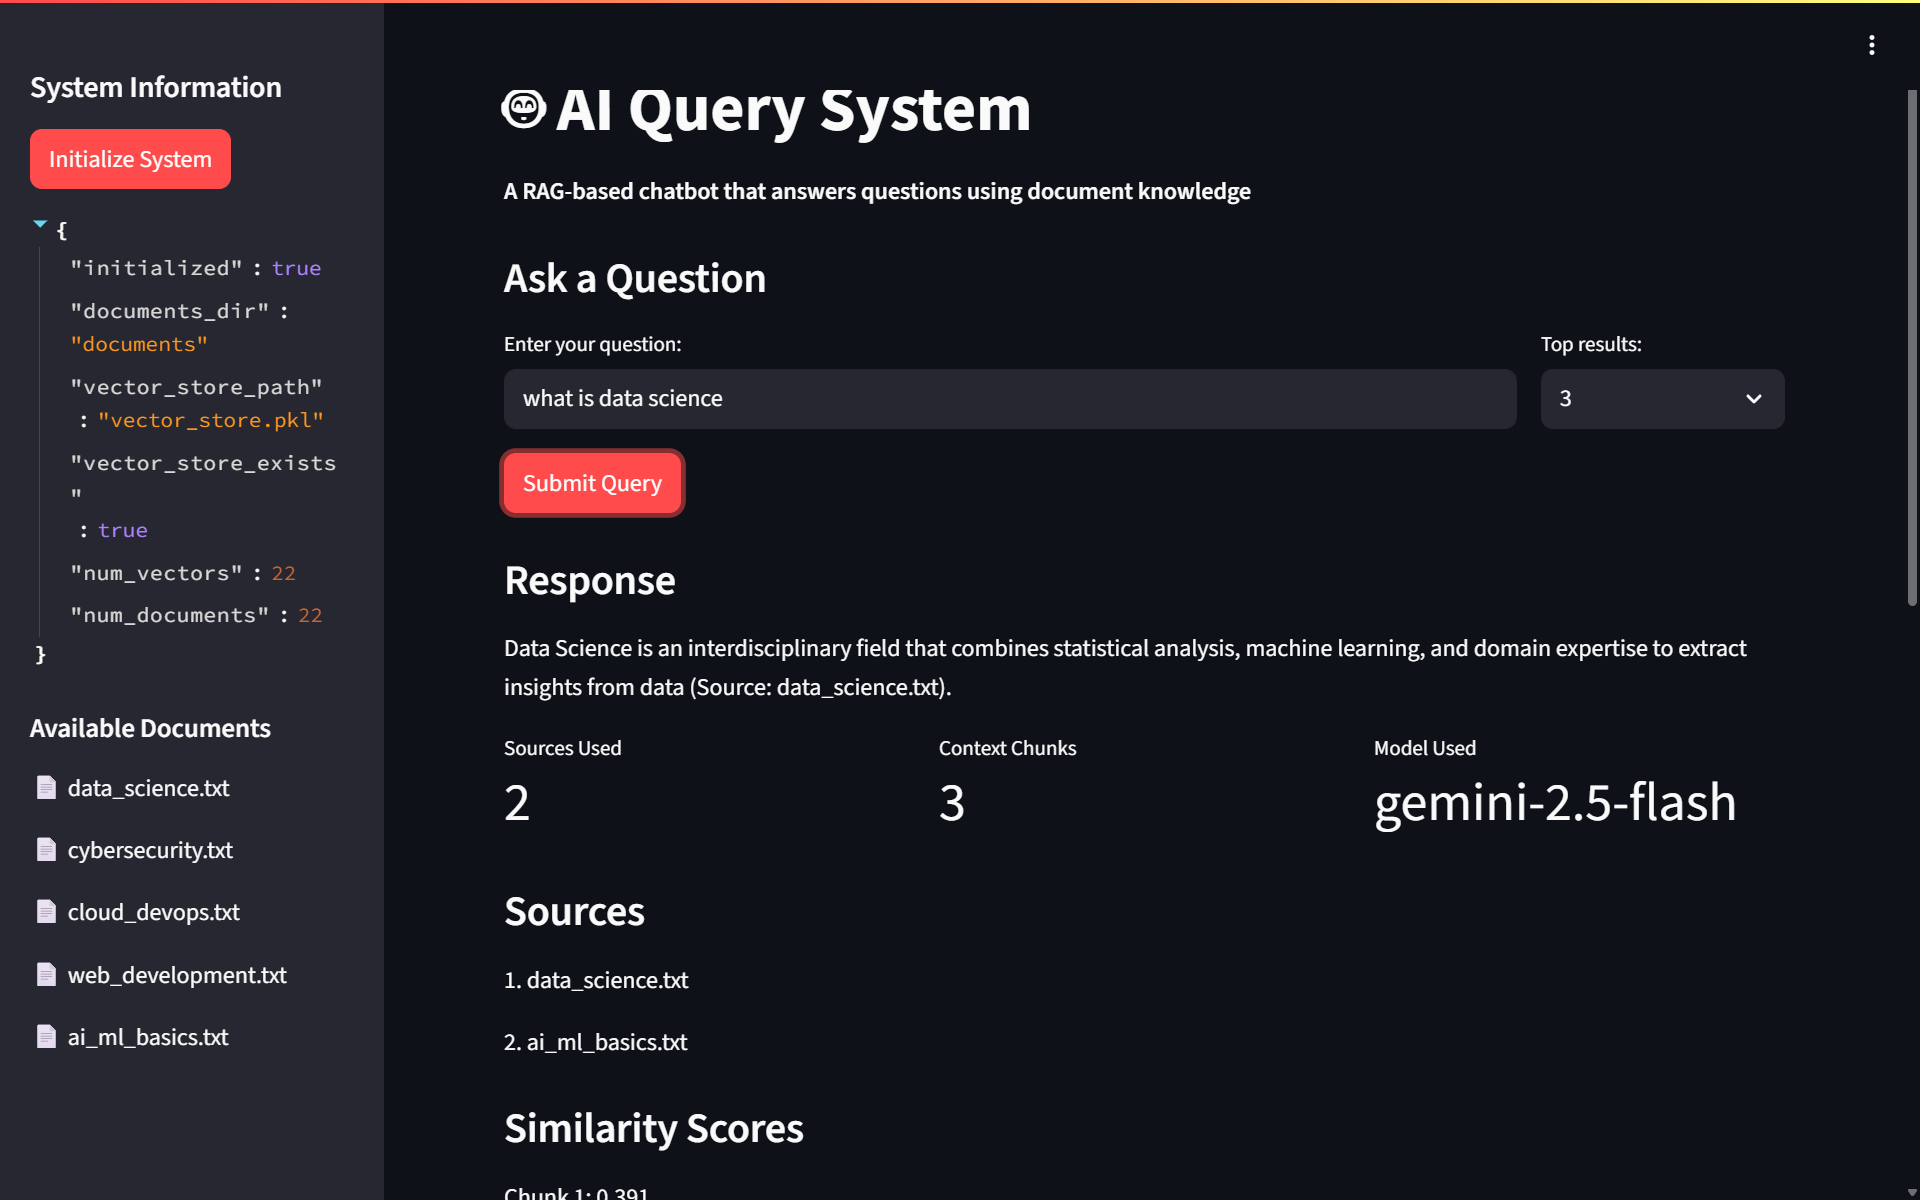 System Information
Initialize System
{
"initialized" : true
"documents_dir" :
"documents"
"vector_store_path"
: "vector_store.pkl"
"vector_store_exists
"
: true
"num_vectors" : 22
"num_documents" : 22
}
Available Documents
data_science.txt
cybersecurity.txt
cloud_devops.txt
web_development.txt
ai_ml_basics.txt
AI Query System
A RAG-based chatbot that answers questions using document knowledge
Ask a Question
Enter your question:
what is data science
Top results:
3
Submit Query
Response
Data Science is an interdisciplinary field that combines statistical analysis, machine learning, and domain expertise to extract
insights from data (Source: data_science.txt).
Sources Used
2
Context Chunks
3
Model Used
gemini-2.5-flash
Sources
1. data_science.txt
2. ai_ml_basics.txt
Similarity Scores
Chunk 1: 0.391